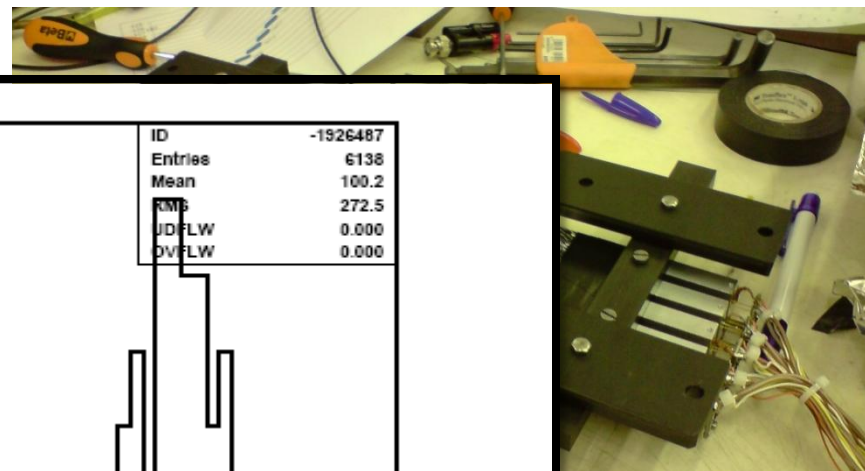 Beta
ID -1926487
Entries 6138
Mean 100.2
RMS 272.5
UDFLW 0.000
OVFLW 0.000